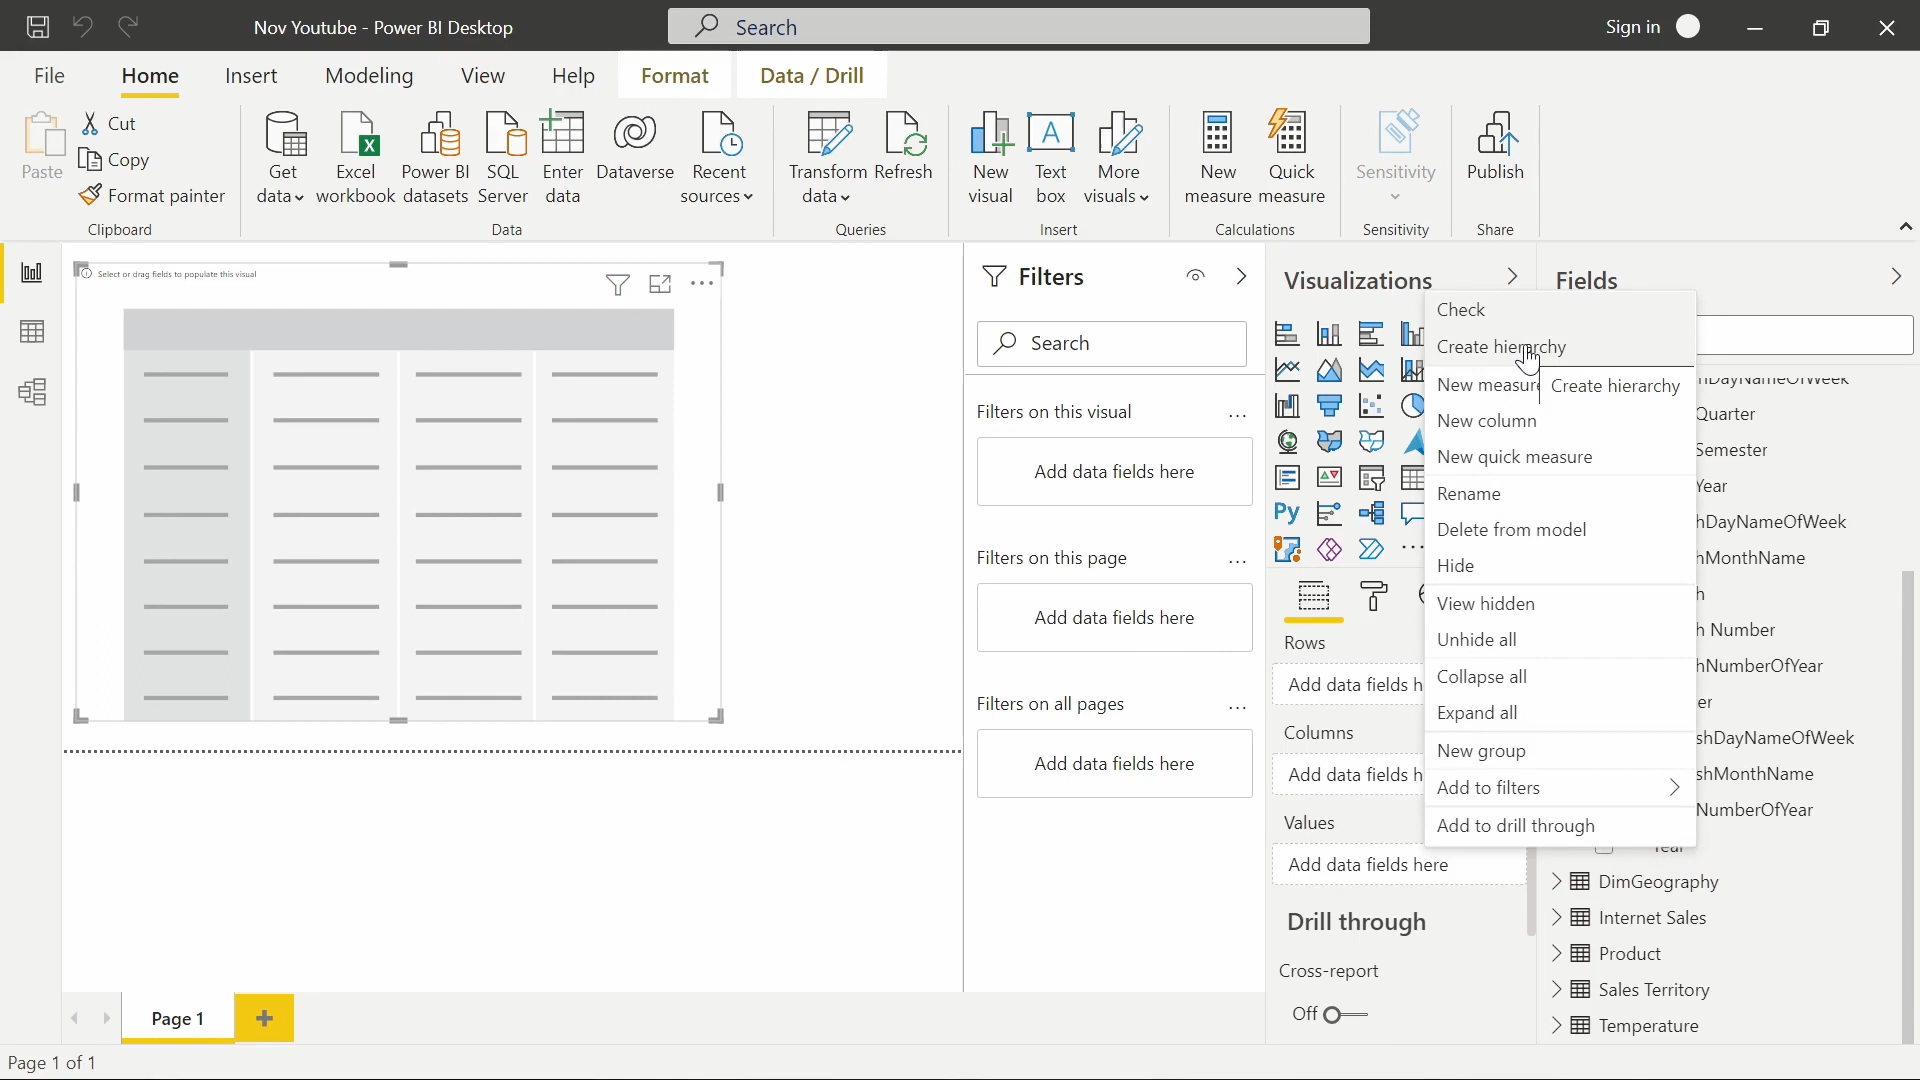 Nov Youtube - Power BI Desktop
Search
Sign in
File
Home
Insert
Modeling
View
Help
Format
Data / Drill
Paste
Cut
Copy
Format painter
Clipboard
Get data
Excel workbook
Power BI datasets
SQL Server
Enter data
Dataverse
Recent sources
Data
Transform data
Refresh
Queries
New visual
Text box
More visuals
Insert
New measure
Quick measure
Calculations
Sensitivity
Sensitivity
Publish
Share
Select or drag fields to populate this visual
Filters
Search
Filters on this visual
Add data fields here
Filters on this page
Add data fields here
Filters on all pages
Add data fields here
Visualizations
Py
Rows
Add data fields h
Columns
Add data fields h
Values
Add data fields here
Drill through
Cross-report
Off
Check
Create hierarchy
Create hierarchy
New measure
New column
New quick measure
Rename
Delete from model
Hide
View hidden
Unhide all
Collapse all
Expand all
New group
Add to filters
Add to drill through
Fields
Quarter
Semester
Year
hDayNameOfWeek
hMonthName
h
h Number
hNumberOfYear
er
shDayNameOfWeek
shMonthName
NumberOfYear
Year
DimGeography
Internet Sales
Product
Sales Territory
Temperature
Page 1
Page 1 of 1